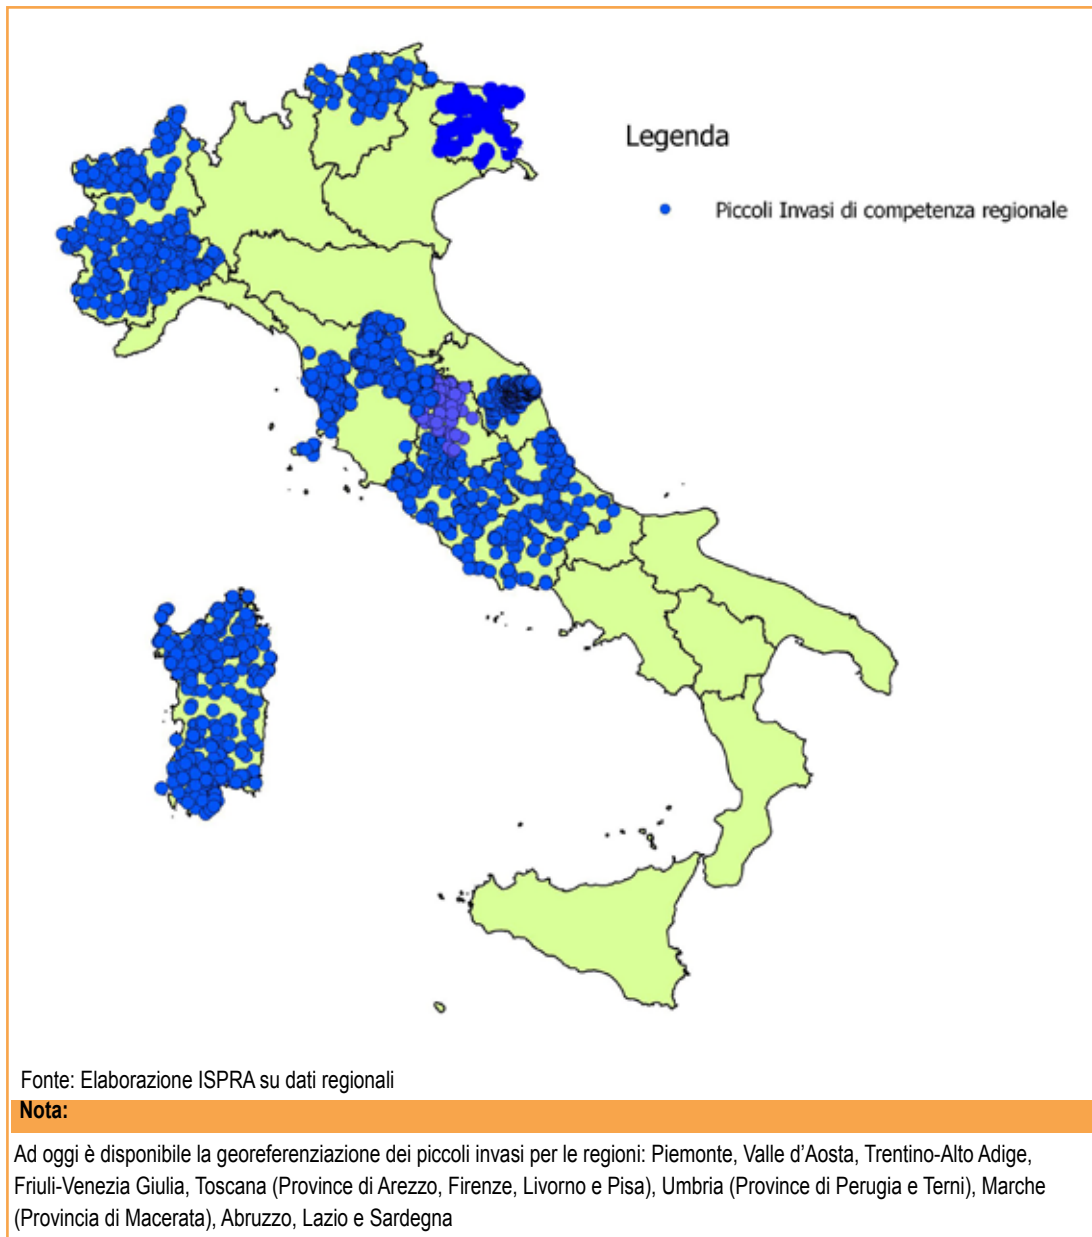 Legenda
Piccoli Invasi di competenza regionale
Fonte: Elaborazione ISPRA su dati regionali
Nota:
Ad oggi è disponibile la georeferenziazione dei piccoli invasi per le regioni: Piemonte, Valle d’Aosta, Trentino-Alto Adige,
Friuli-Venezia Giulia, Toscana (Province di Arezzo, Firenze, Livorno e Pisa), Umbria (Province di Perugia e Terni), Marche
(Provincia di Macerata), Abruzzo, Lazio e Sardegna